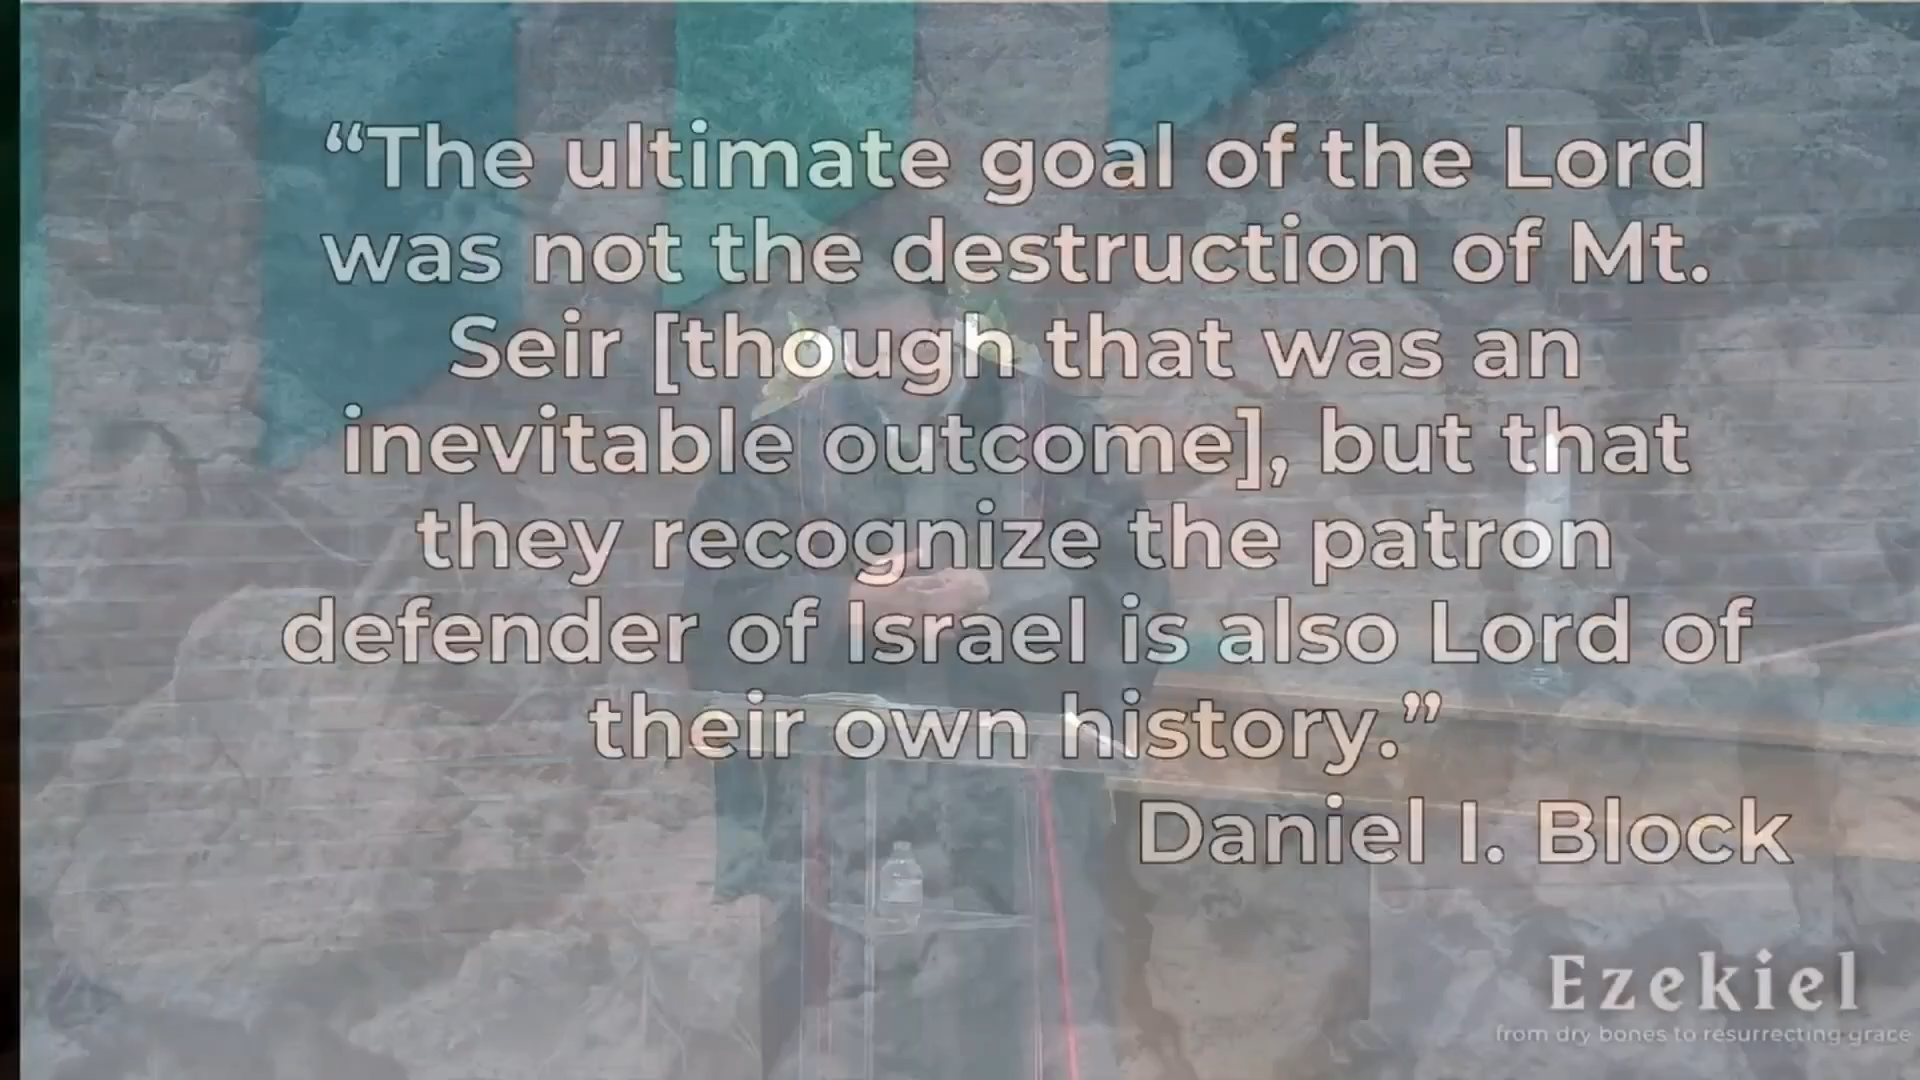 “The ultimate goal of the Lord
was not the destruction of Mt.
Seir [though that was an
inevitable outcome], but that
they recognize the patron
defender of Israel is also Lord of
their own history.”
Daniel I. Block
Ezekiel
from dry bones to resurrecting grace